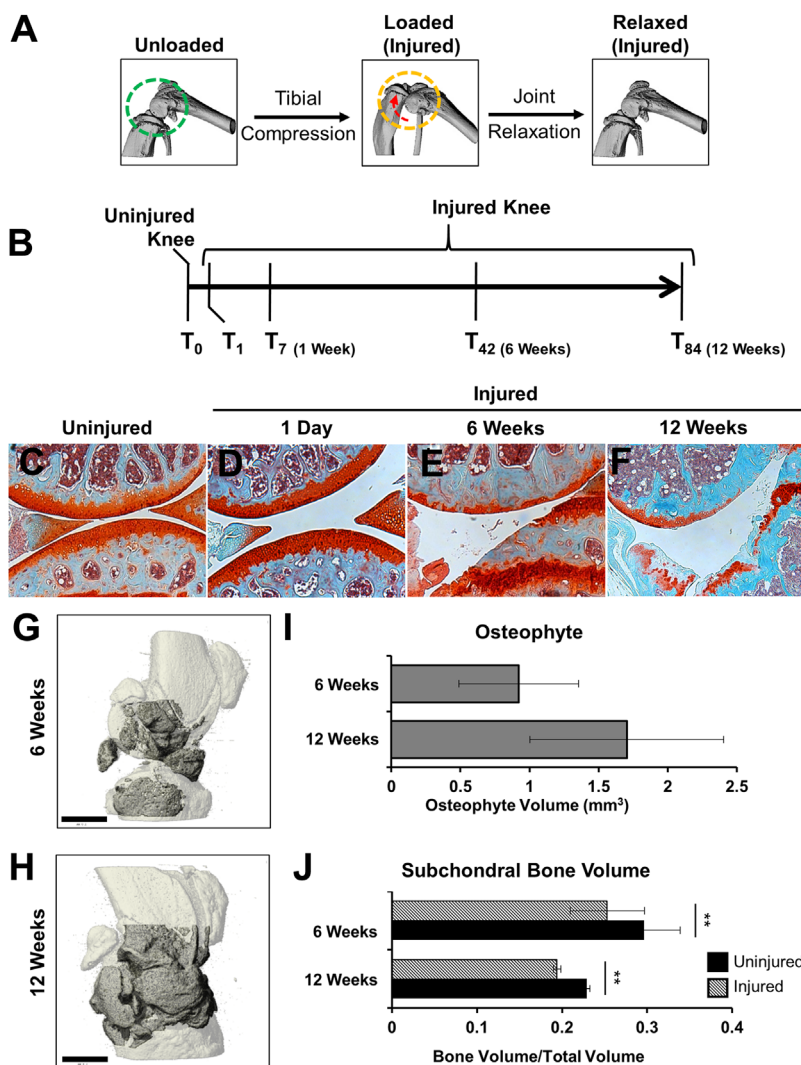 A
Unloaded
Loaded
(Injured)
Relaxed
(Injured)
Tibial
Compression
Joint
Relaxation
B
Uninjured
Knee
Injured Knee
T0
T1
T7 (1 Week)
T42 (6 Weeks)
T84 (12 Weeks)
Injured
Uninjured
1 Day
6 Weeks
12 Weeks
C
D
E
F
G
6 Weeks
I
Osteophyte
6 Weeks
12 Weeks
0
0.5
1
1.5
2
2.5
Osteophyte Volume (mm³)
H
12 Weeks
J
Subchondral Bone Volume
6 Weeks
**
12 Weeks
**
Uninjured
Injured
0
0.1
0.2
0.3
0.4
Bone Volume/Total Volume